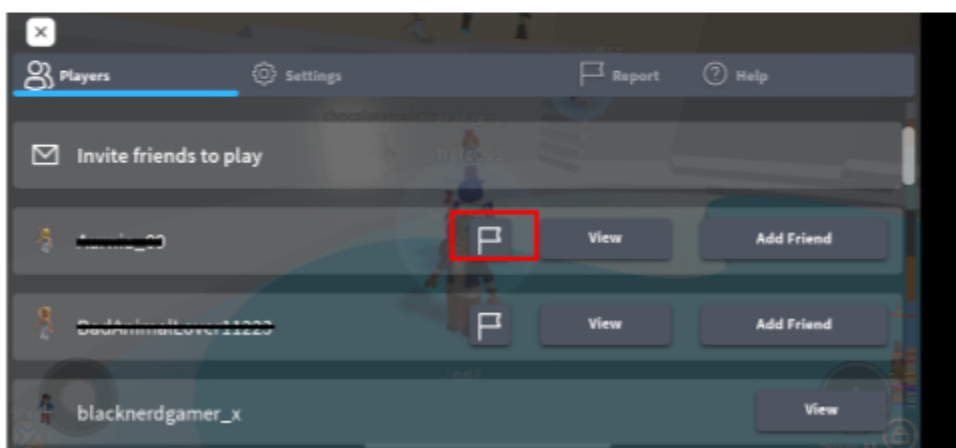 Players Settings Report Help
Invite friends to play
View Add Friend
View Add Friend
blacknerdgamer_x View